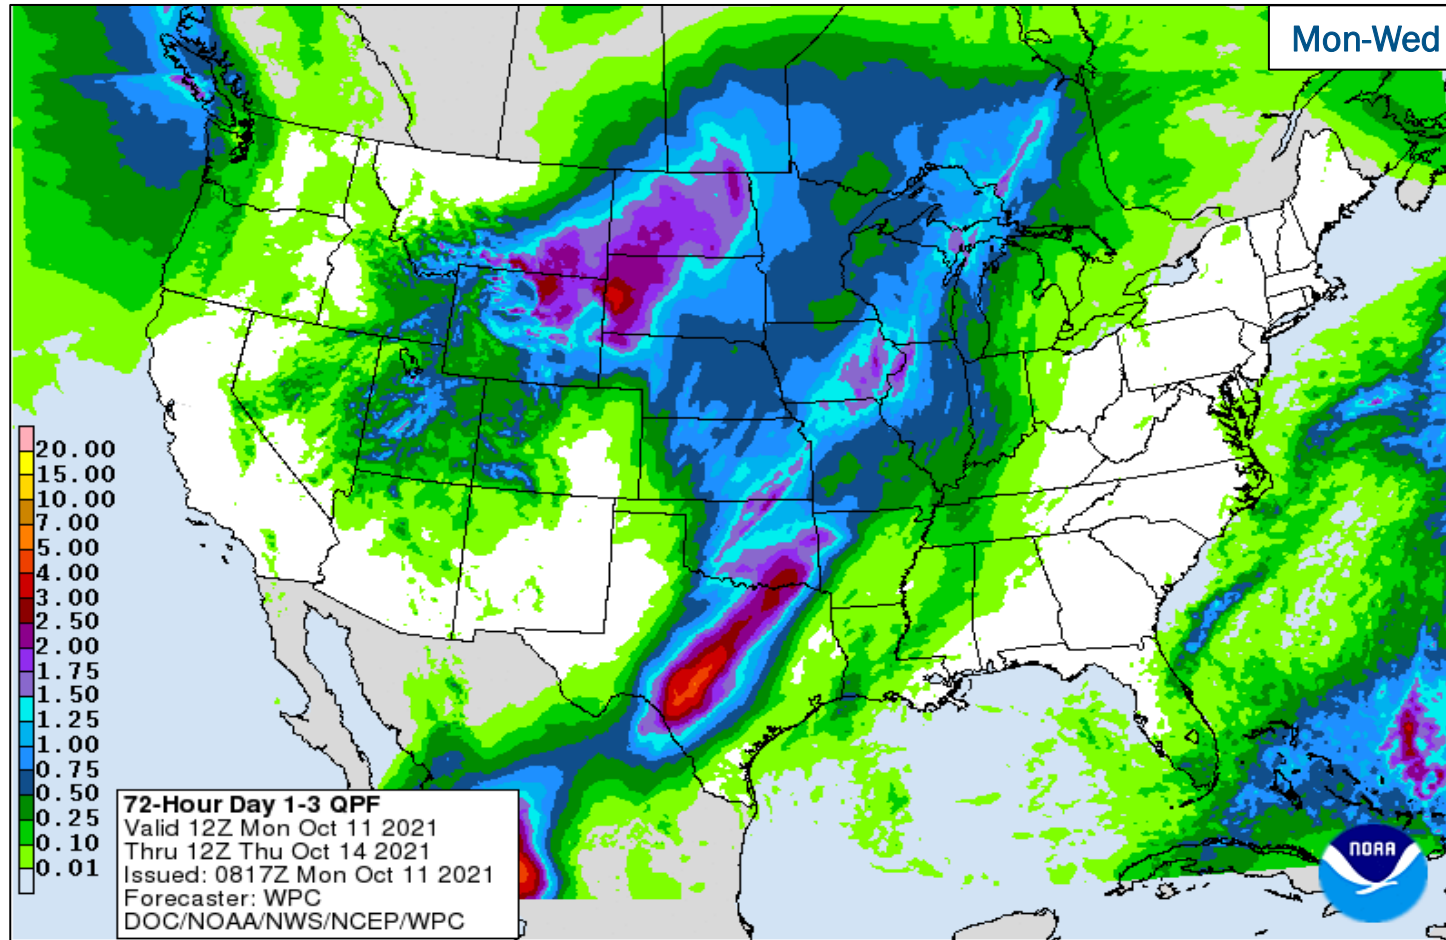 Mon-Wed
20.00
15.00
10.00
7.00
5.00
4.00
3.00
2.50
2.00
1.75
1.50
1.25
1.00
0.75
0.50
0.25
0.10
0.01
72-Hour Day 1-3 QPF
Valid 12Z Mon Oct 11 2021
Thru 12Z Thu Oct 14 2021
Issued: 0817Z Mon Oct 11 2021
Forecaster: WPC
DOC/NOAA/NWS/NCEP/WPC
NOAA